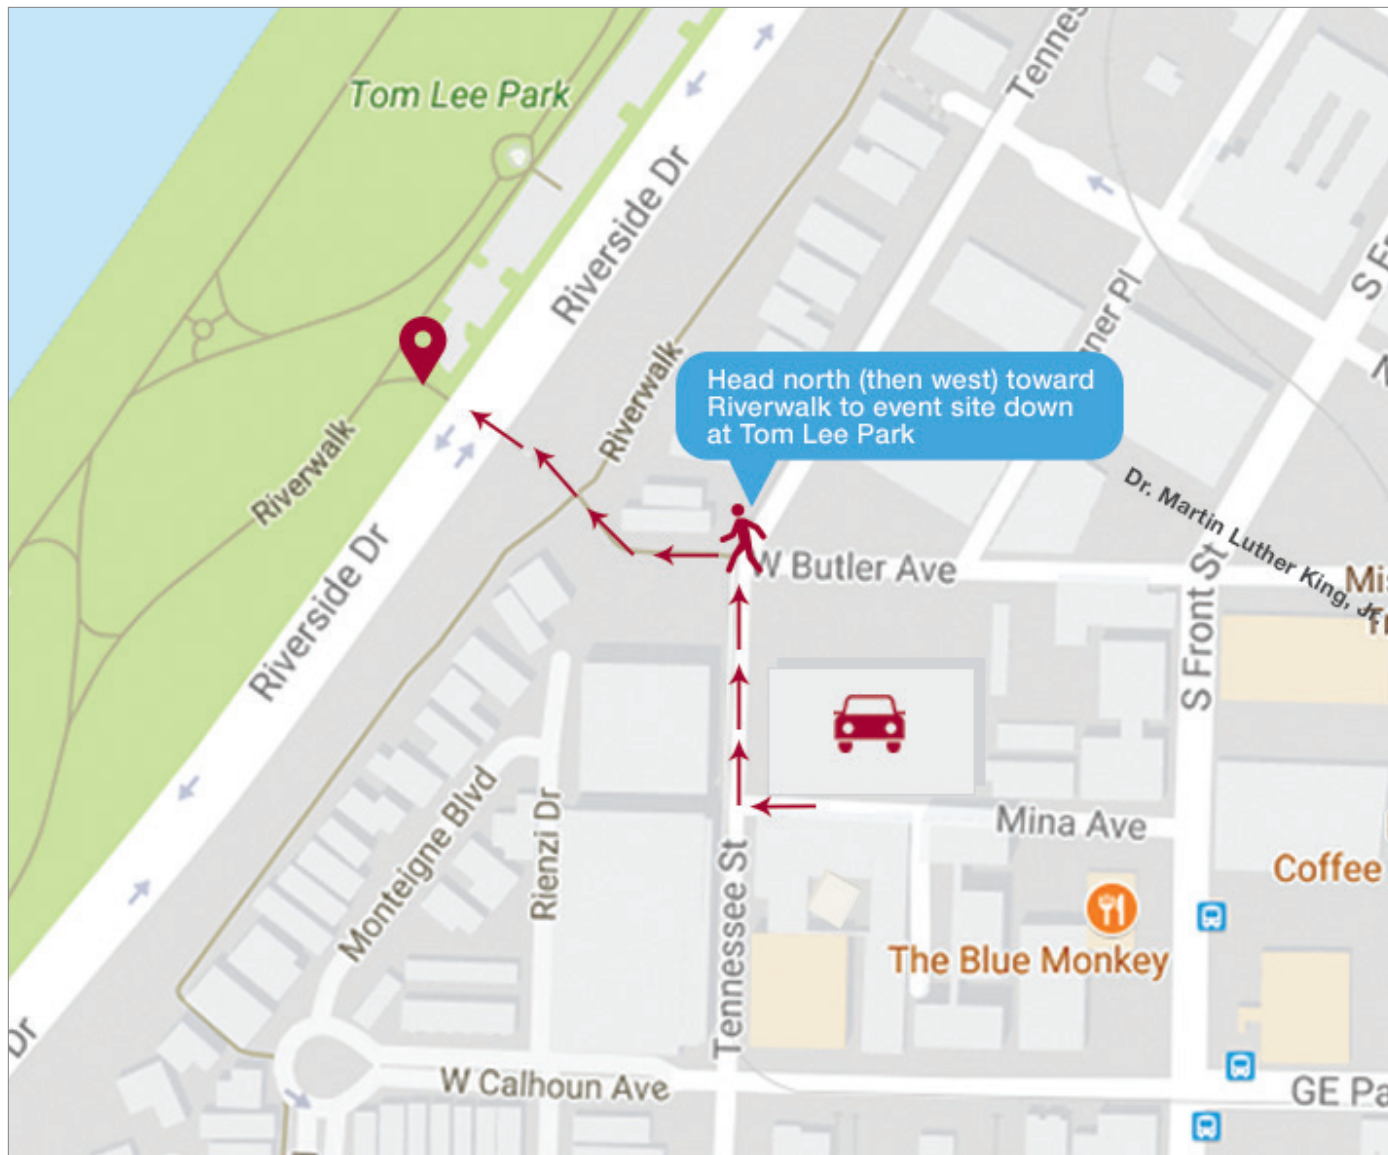 Tom Lee Park
Riverside Dr
Riverwalk
Head north (then west) toward
Riverwalk to event site down
at Tom Lee Park
Riverwalk
Dr. Martin Luther King, Jr.
W Butler Ave
S Front St
Riverside Dr
Mina Ave
Monteigne Blvd
Rienzi Dr
Tennessee St
Coffee
The Blue Monkey
Dr
W Calhoun Ave